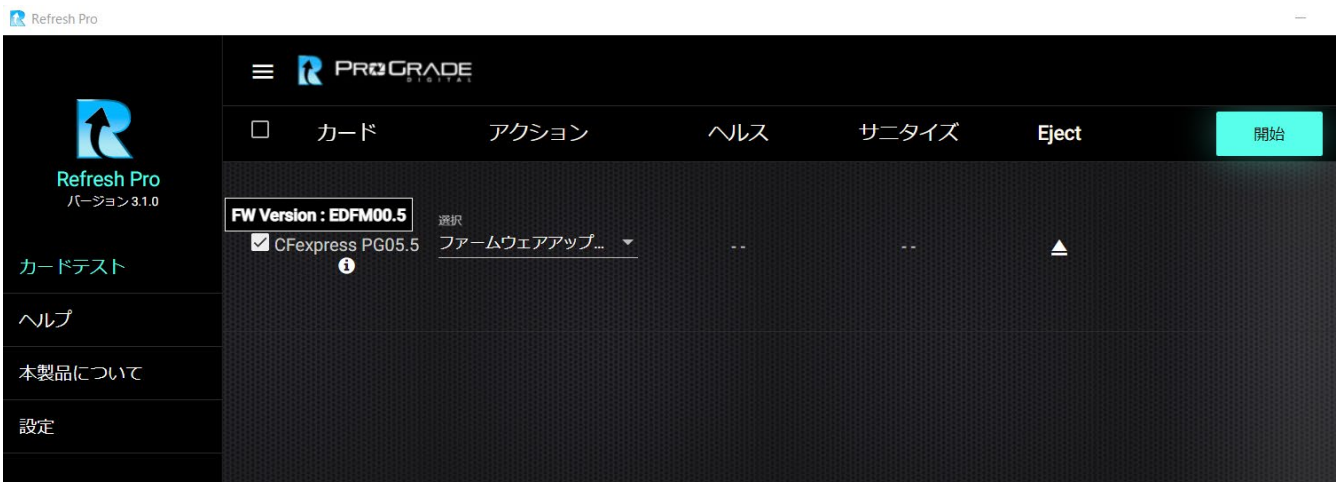 Refresh Pro
PROGRADE
DIGITAL
カード アクション ヘルス サニタイズ Eject 開始
Refresh Pro
バージョン 3.1.0
FW Version : EDFM00.5
選択
CFexpress PG05.5 ファームウェアアップ... -- --
カードテスト
ヘルプ
本製品について
設定